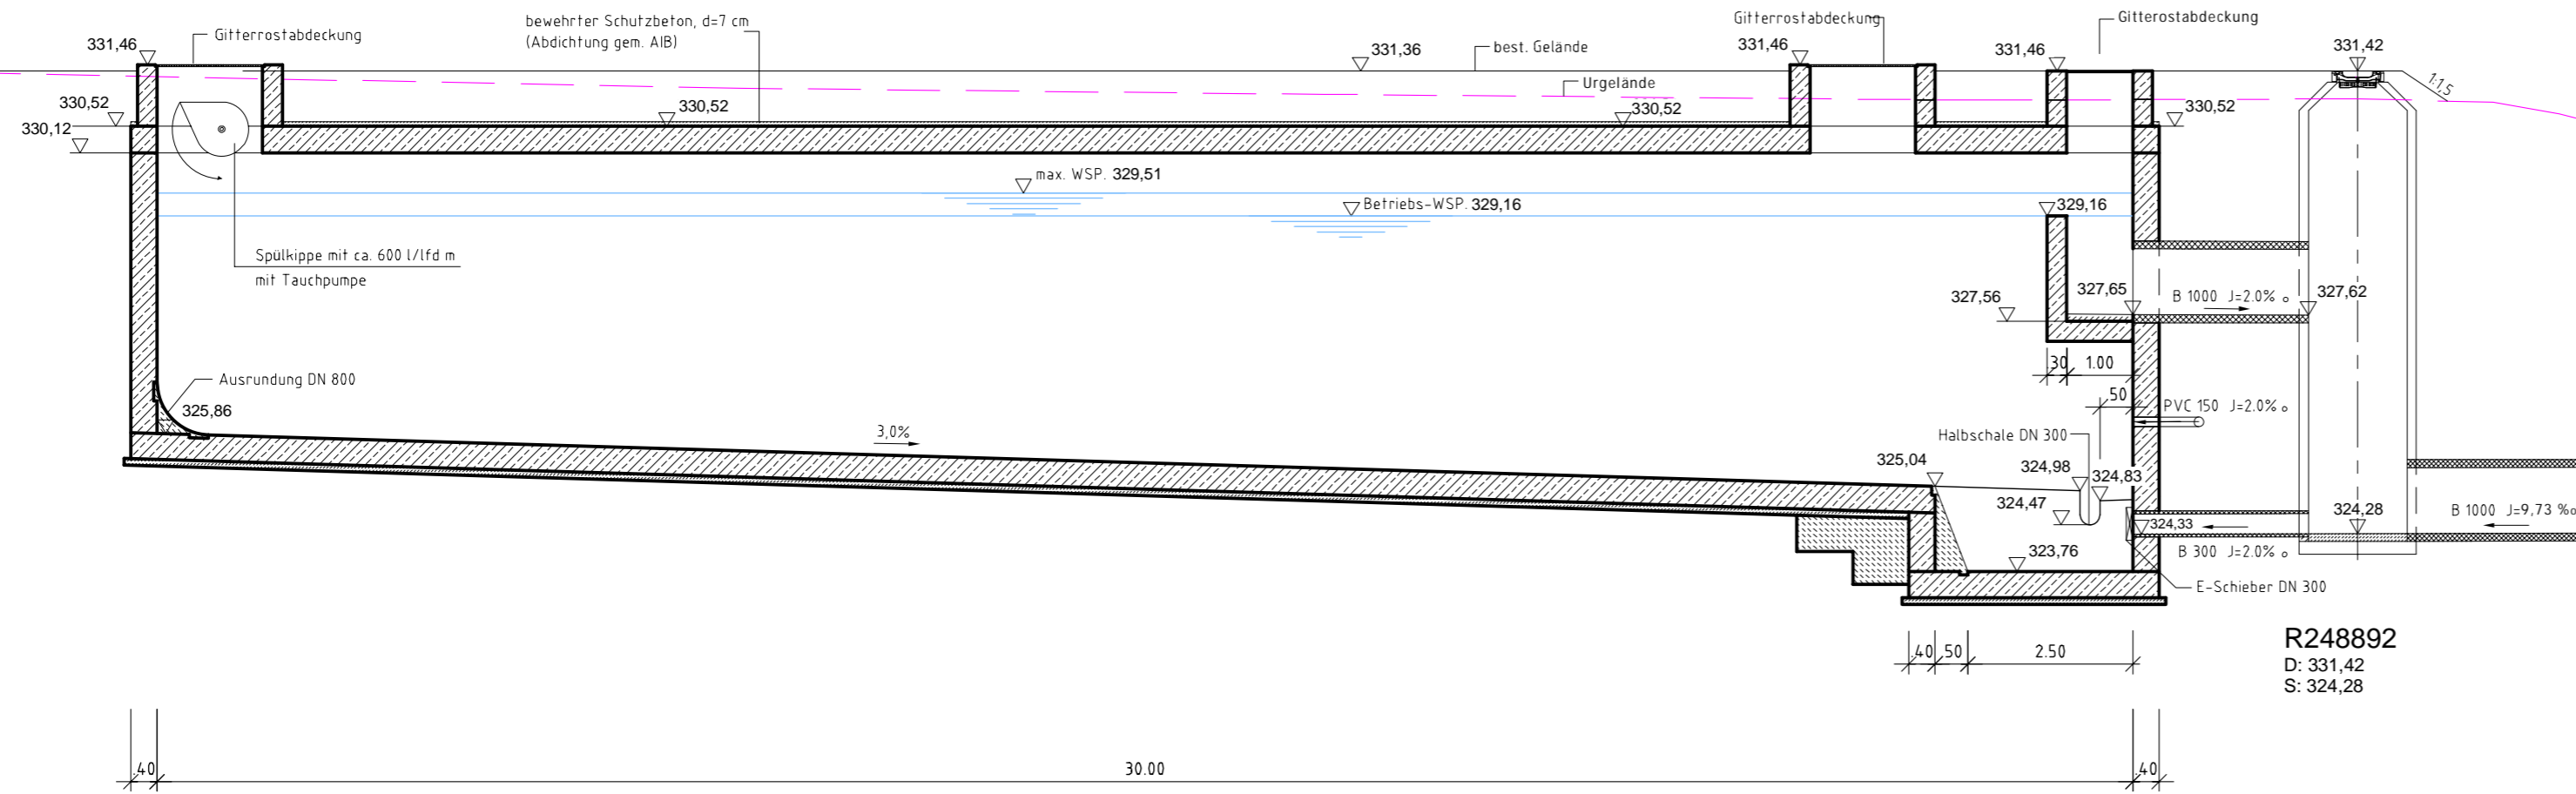 bewehrter Schutzbeton, d=7 cm
(Abdichtung gem. AIB)
Gitterrostabdeckung
331,46
330,52
330,12
330,52
331,36
best. Gelände
Urgelände
330,52
Gitterrostabdeckung
331,46
Gitterostabdeckung
331,46
331,42
1:1,5
330,52
max. WSP. 329,51
Betriebs-WSP. 329,16
329,16
Spülkippe mit ca. 600 l/lfd m
mit Tauchpumpe
327,56
327,65
B 1000 J=2.0% o
327,62
.30
1.00
.50
PVC 150 J=2.0% o
Ausrundung DN 800
325,86
3,0%
Halbschale DN 300
325,04
324,98
324,83
324,47
324,33
323,76
B 300 J=2.0% o
E-Schieber DN 300
324,28
B 1000 J=9,73 %o
R248892
D: 331,42
S: 324,28
.40
.50
2.50
.40
30.00
.40